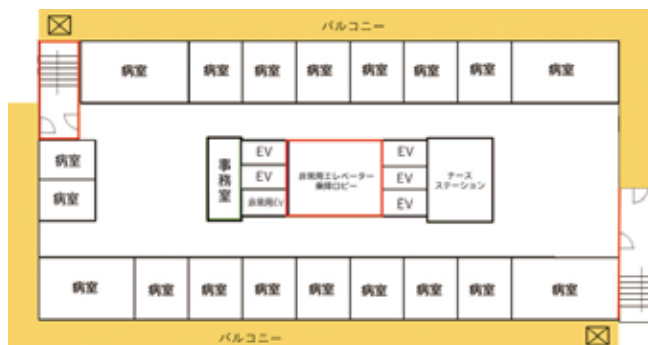 バルコニー
病室 病室 病室 病室 病室 病室 病室 病室
病室
病室
事務室
EV
EV
非常用EV
非常用エレベーター
乗降ロビー
EV
EV
EV
ナース
ステーション
病室 病室 病室 病室 病室 病室 病室 病室 病室
バルコニー